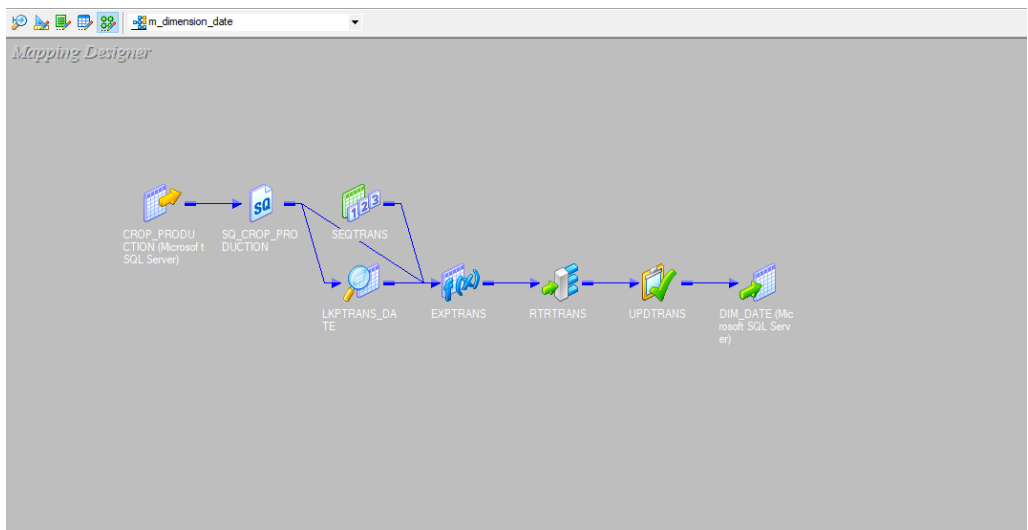 m_dimension_date
Mapping Designer
CROP_PRODU
CTION (Microsof t
SQL Server)
SQ_CROP_PRO
DUCTION
SEQTRANS
LKPTRANS_DA
TE
EXPTRANS
RTRTRANS
UPDTRANS
DIM_DATE (Mic
rosoft SQL Serv
er)